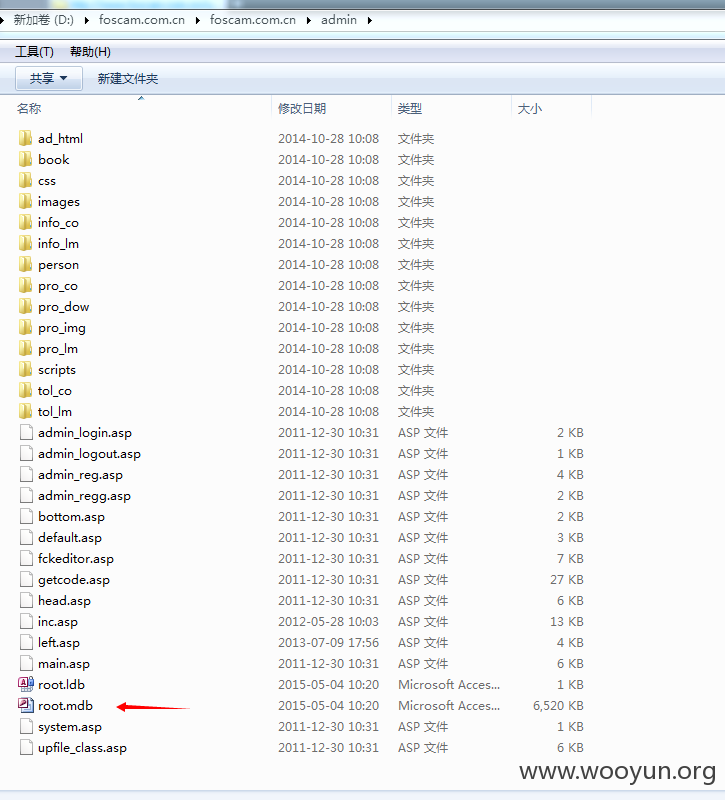 新加卷 (D:) foscam.com.cn foscam.com.cn admin
工具(T) 帮助(H)
共享 新建文件夹
名称 修改日期 类型 大小
ad_html 2014-10-28 10:08 文件夹
book 2014-10-28 10:08 文件夹
css 2014-10-28 10:08 文件夹
images 2014-10-28 10:08 文件夹
info_co 2014-10-28 10:08 文件夹
info_lm 2014-10-28 10:08 文件夹
person 2014-10-28 10:08 文件夹
pro_co 2014-10-28 10:08 文件夹
pro_dow 2014-10-28 10:08 文件夹
pro_img 2014-10-28 10:08 文件夹
pro_lm 2014-10-28 10:08 文件夹
scripts 2014-10-28 10:08 文件夹
tol_co 2014-10-28 10:08 文件夹
tol_lm 2014-10-28 10:08 文件夹
admin_login.asp 2011-12-30 10:31 ASP 文件 2 KB
admin_logout.asp 2011-12-30 10:31 ASP 文件 1 KB
admin_reg.asp 2011-12-30 10:31 ASP 文件 4 KB
admin_regg.asp 2011-12-30 10:31 ASP 文件 2 KB
bottom.asp 2011-12-30 10:31 ASP 文件 2 KB
default.asp 2011-12-30 10:31 ASP 文件 3 KB
fckeditor.asp 2011-12-30 10:31 ASP 文件 7 KB
getcode.asp 2011-12-30 10:31 ASP 文件 27 KB
head.asp 2011-12-30 10:31 ASP 文件 6 KB
inc.asp 2012-05-28 10:03 ASP 文件 13 KB
left.asp 2013-07-09 17:56 ASP 文件 4 KB
main.asp 2011-12-30 10:31 ASP 文件 6 KB
root.ldb 2015-05-04 10:20 Microsoft Acces... 1 KB
root.mdb 2015-05-04 10:20 Microsoft Acces... 6,520 KB
system.asp 2011-12-30 10:31 ASP 文件 1 KB
upfile_class.asp 2011-12-30 10:31 ASP 文件 6 KB
www.wooyun.org